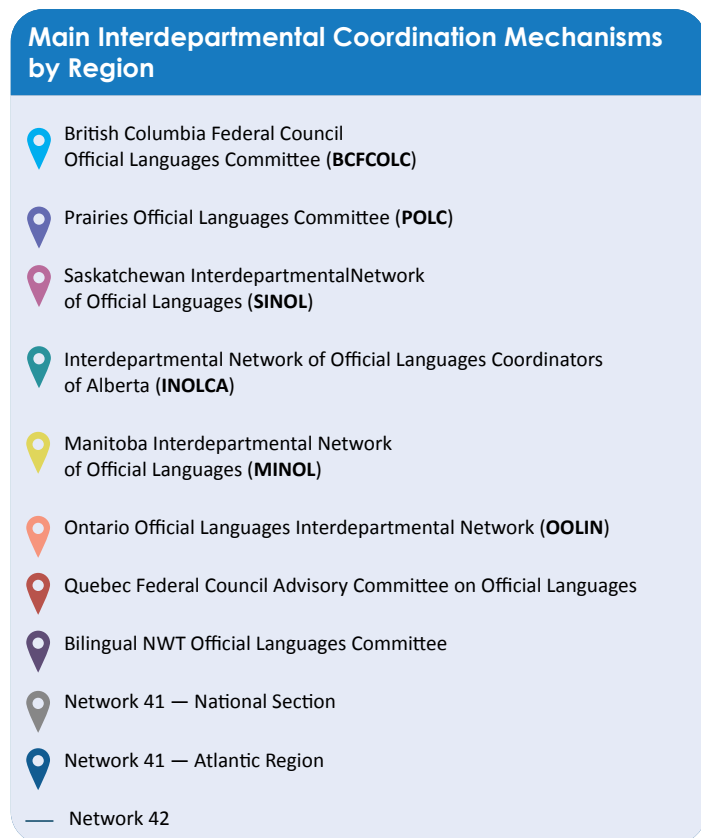 Main Interdepartmental Coordination Mechanisms
by Region
British Columbia Federal Council
Official Languages Committee (BCFCOLC)
Prairies Official Languages Committee (POLC)
Saskatchewan InterdepartmentalNetwork
of Official Languages (SINOL)
Interdepartmental Network of Official Languages Coordinators
of Alberta (INOLCA)
Manitoba Interdepartmental Network
of Official Languages (MINOL)
Ontario Official Languages Interdepartmental Network (OOLIN)
Quebec Federal Council Advisory Committee on Official Languages
Bilingual NWT Official Languages Committee
Network 41 — National Section
Network 41 — Atlantic Region
Network 42